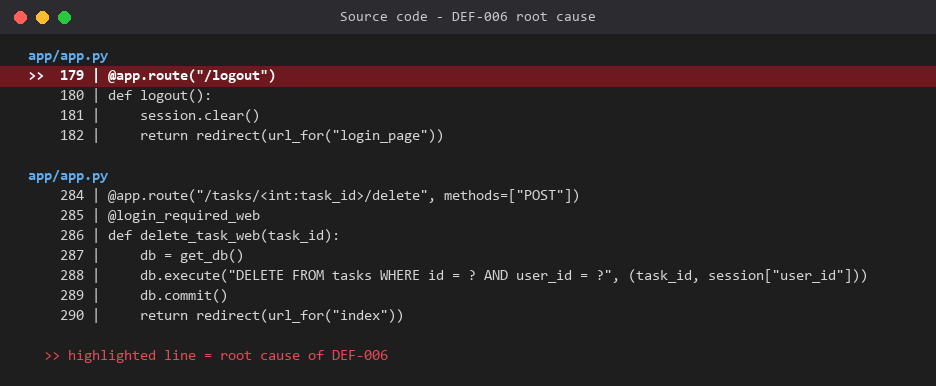 Source code - DEF-006 root cause
app/app.py
>>  179 | @app.route("/logout")
    180 | def logout():
    181 |     session.clear()
    182 |     return redirect(url_for("login_page"))
app/app.py
    284 | @app.route("/tasks/<int:task_id>/delete", methods=["POST"])
    285 | @login_required_web
    286 | def delete_task_web(task_id):
    287 |     db = get_db()
    288 |     db.execute("DELETE FROM tasks WHERE id = ? AND user_id = ?", (task_id, session["user_id"]))
    289 |     db.commit()
    290 |     return redirect(url_for("index"))
>> highlighted line = root cause of DEF-006